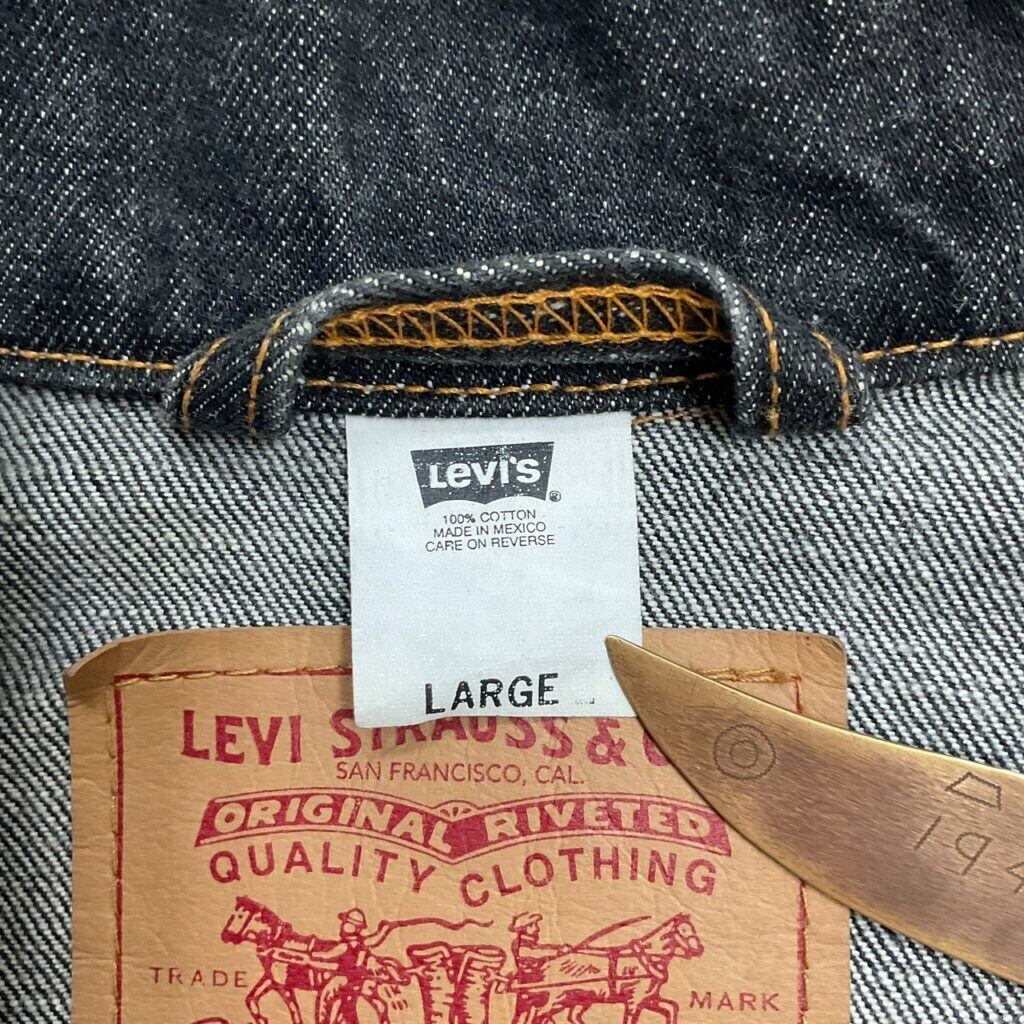 Levi's ®
100% COTTON
MADE IN MEXICO
CARE ON REVERSE
LARGE
LEVI STRAUSS &
SAN FRANCISCO, CAL.
ORIGINAL RIVETED
QUALITY CLOTHING
TRADE MARK